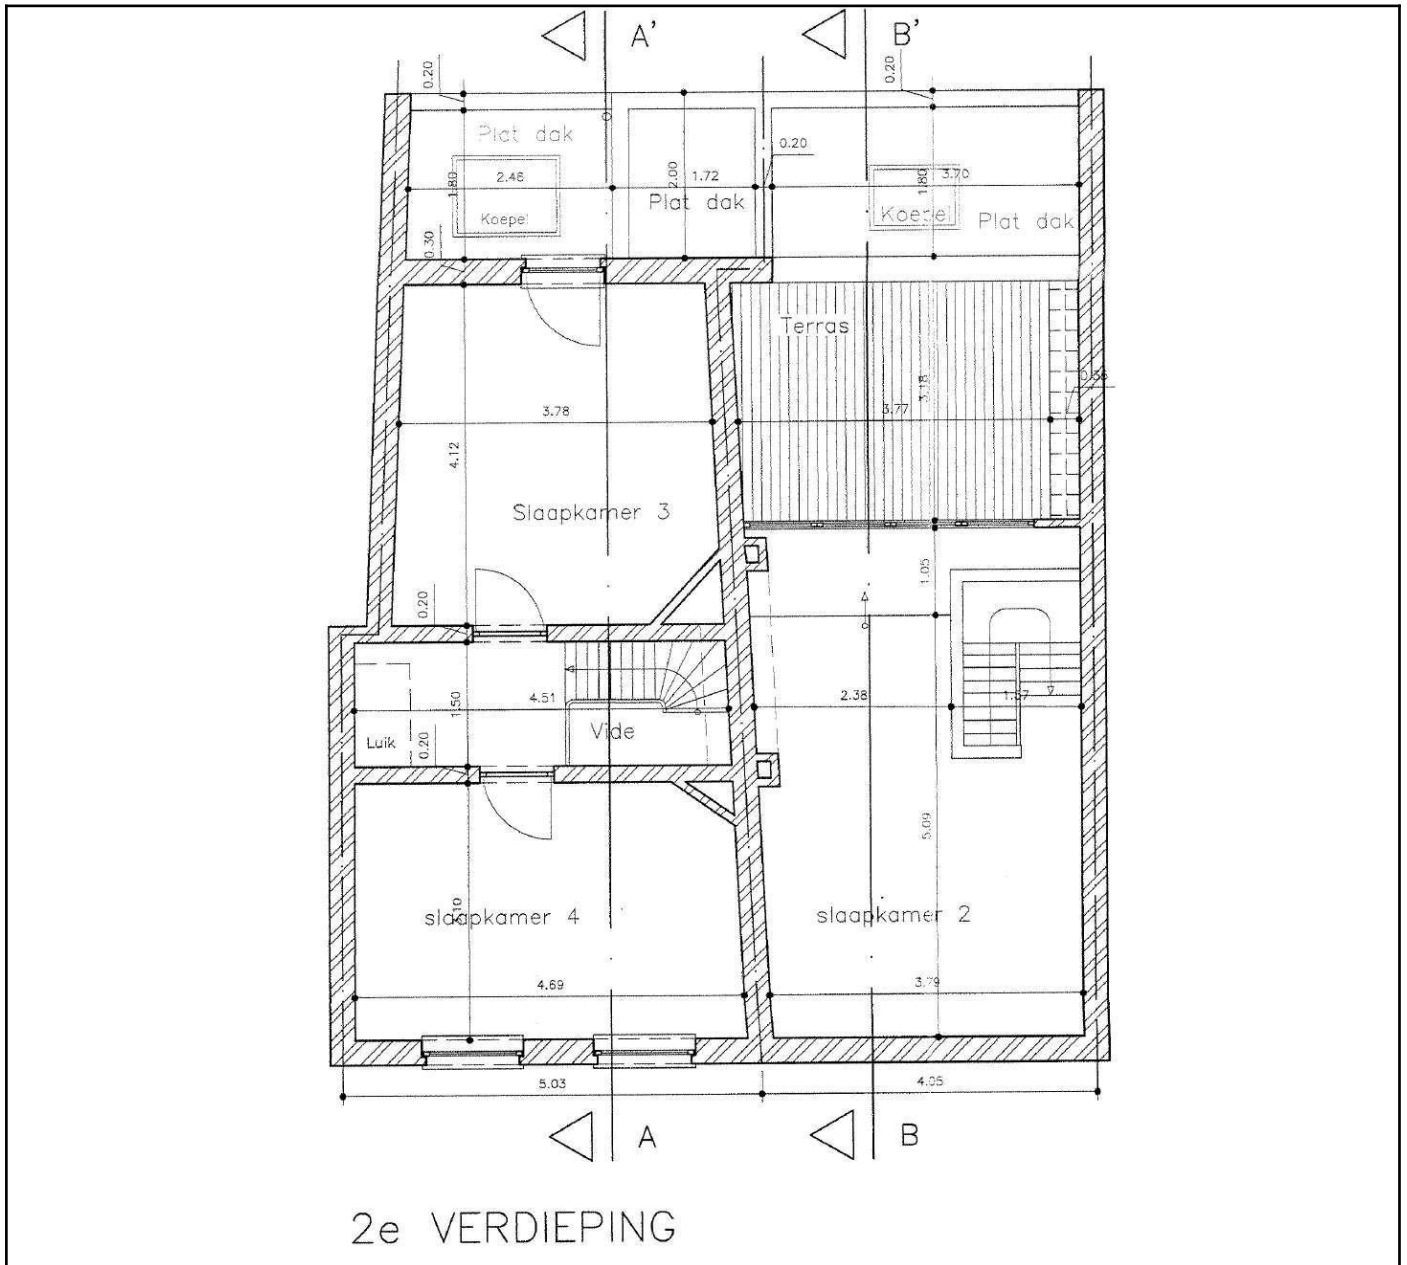 A'
B'
0.20
0.20
Plat dak
0.20
2.46
1.80
2.00
1.72
1.80
3.70
Plat dak
Koepel
Koepel
Plat dak
0.30
Terras
3.18
3.78
3.77
4.12
Slaapkamer 3
1.05
0.20
4.51
2.38
1.50
Vide
Luik
0.20
5.09
slaapkamer 4
slaapkamer 2
4.69
3.79
5.03
4.05
A
B
2e VERDIEPING